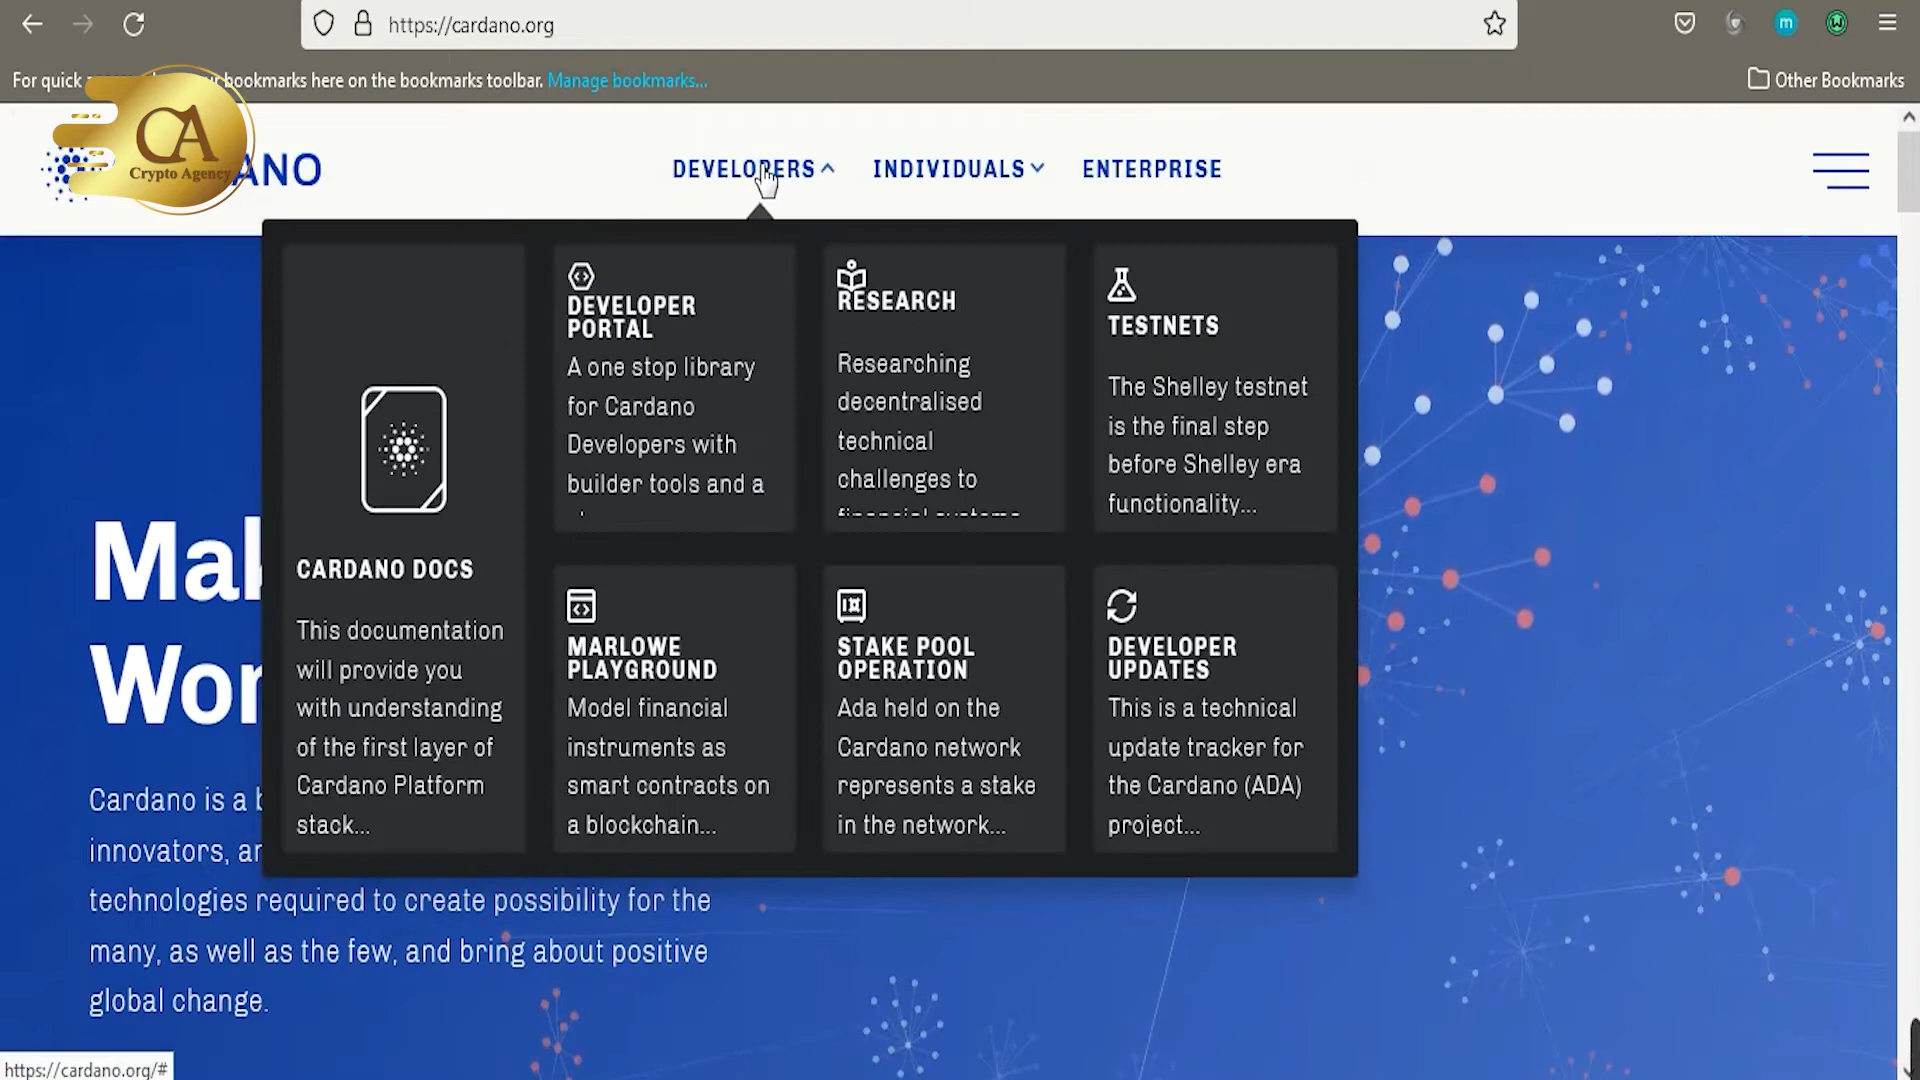 https://cardano.org
m
For quick bookmarks here on the bookmarks toolbar. Manage bookmarks...
Other Bookmarks
CA
Crypto Agency
ANO
DEVELOPERS
INDIVIDUALS
ENTERPRISE
CARDANO DOCS
This documentation
will provide you
with understanding
of the first layer of
Cardano Platform
stack...
DEVELOPER
PORTAL
A one stop library
for Cardano
Developers with
builder tools and a
RESEARCH
Researching
decentralised
technical
challenges to
financial systems
TESTNETS
The Shelley testnet
is the final step
before Shelley era
functionality...
MARLOWE
PLAYGROUND
Model financial
instruments as
smart contracts on
a blockchain...
STAKE POOL
OPERATION
Ada held on the
Cardano network
represents a stake
in the network...
DEVELOPER
UPDATES
This is a technical
update tracker for
the Cardano (ADA)
project...
Mak
Wor
Cardano is a b
innovators, an
technologies required to create possibility for the
many, as well as the few, and bring about positive
global change.
https://cardano.org/#